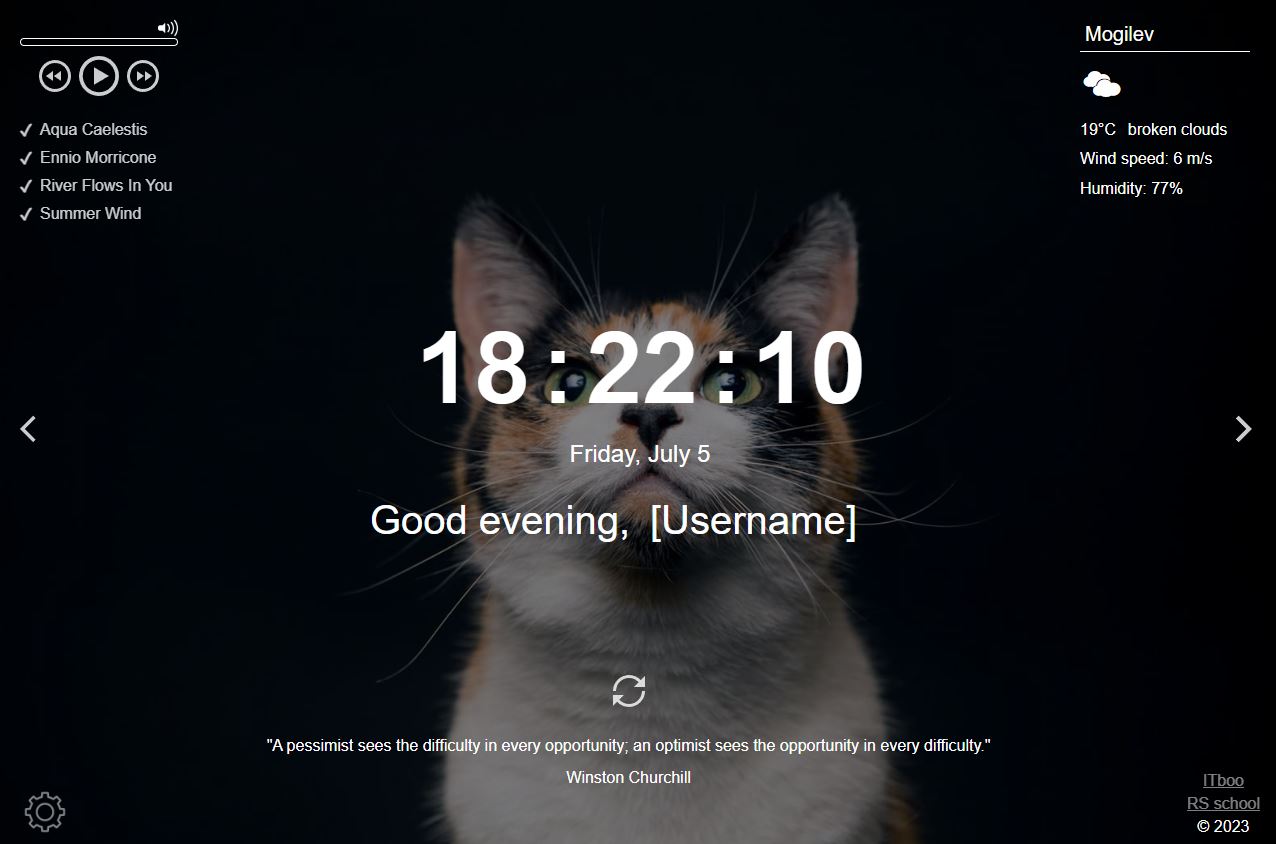 Mogilev
Aqua Caelestis
Ennio Morricone
River Flows In You
Summer Wind
19°C broken clouds
Wind speed: 6 m/s
Humidity: 77%
18:22:10
Friday, July 5
Good evening, [Username]
"A pessimist sees the difficulty in every opportunity; an optimist sees the opportunity in every difficulty."
Winston Churchill
ITboo
RS school
© 2023